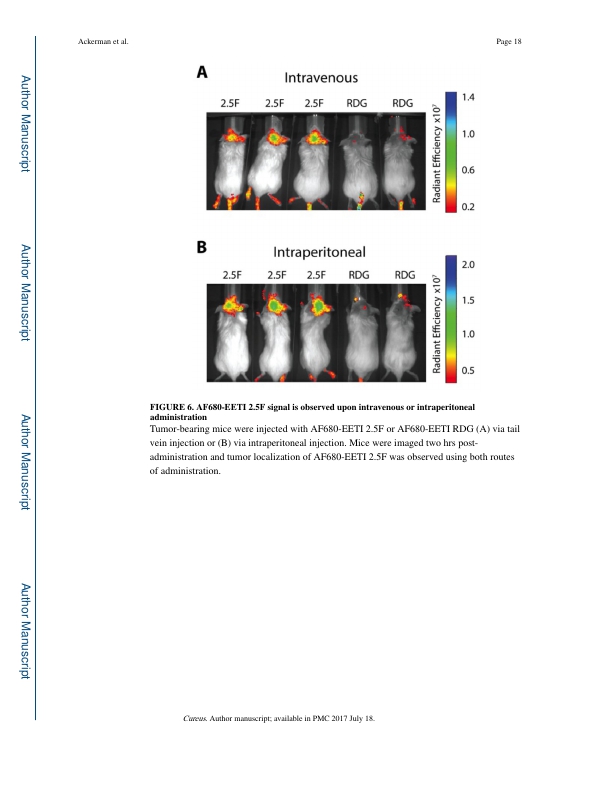 Ackerman et al.
Page 18
Author Manuscript
Author Manuscript
Author Manuscript
Author Manuscript
A
Intravenous
2.5F 2.5F 2.5F RDG RDG
Radiant Efficiency x10⁷
1.4
1.0
0.6
0.2
B
Intraperitoneal
2.5F 2.5F 2.5F RDG RDG
Radiant Efficiency x10⁷
2.0
1.5
1.0
0.5
FIGURE 6. AF680-EETI 2.5F signal is observed upon intravenous or intraperitoneal
administration
Tumor-bearing mice were injected with AF680-EETI 2.5F or AF680-EETI RDG (A) via tail
vein injection or (B) via intraperitoneal injection. Mice were imaged two hrs post-
administration and tumor localization of AF680-EETI 2.5F was observed using both routes
of administration.
Cureus. Author manuscript; available in PMC 2017 July 18.